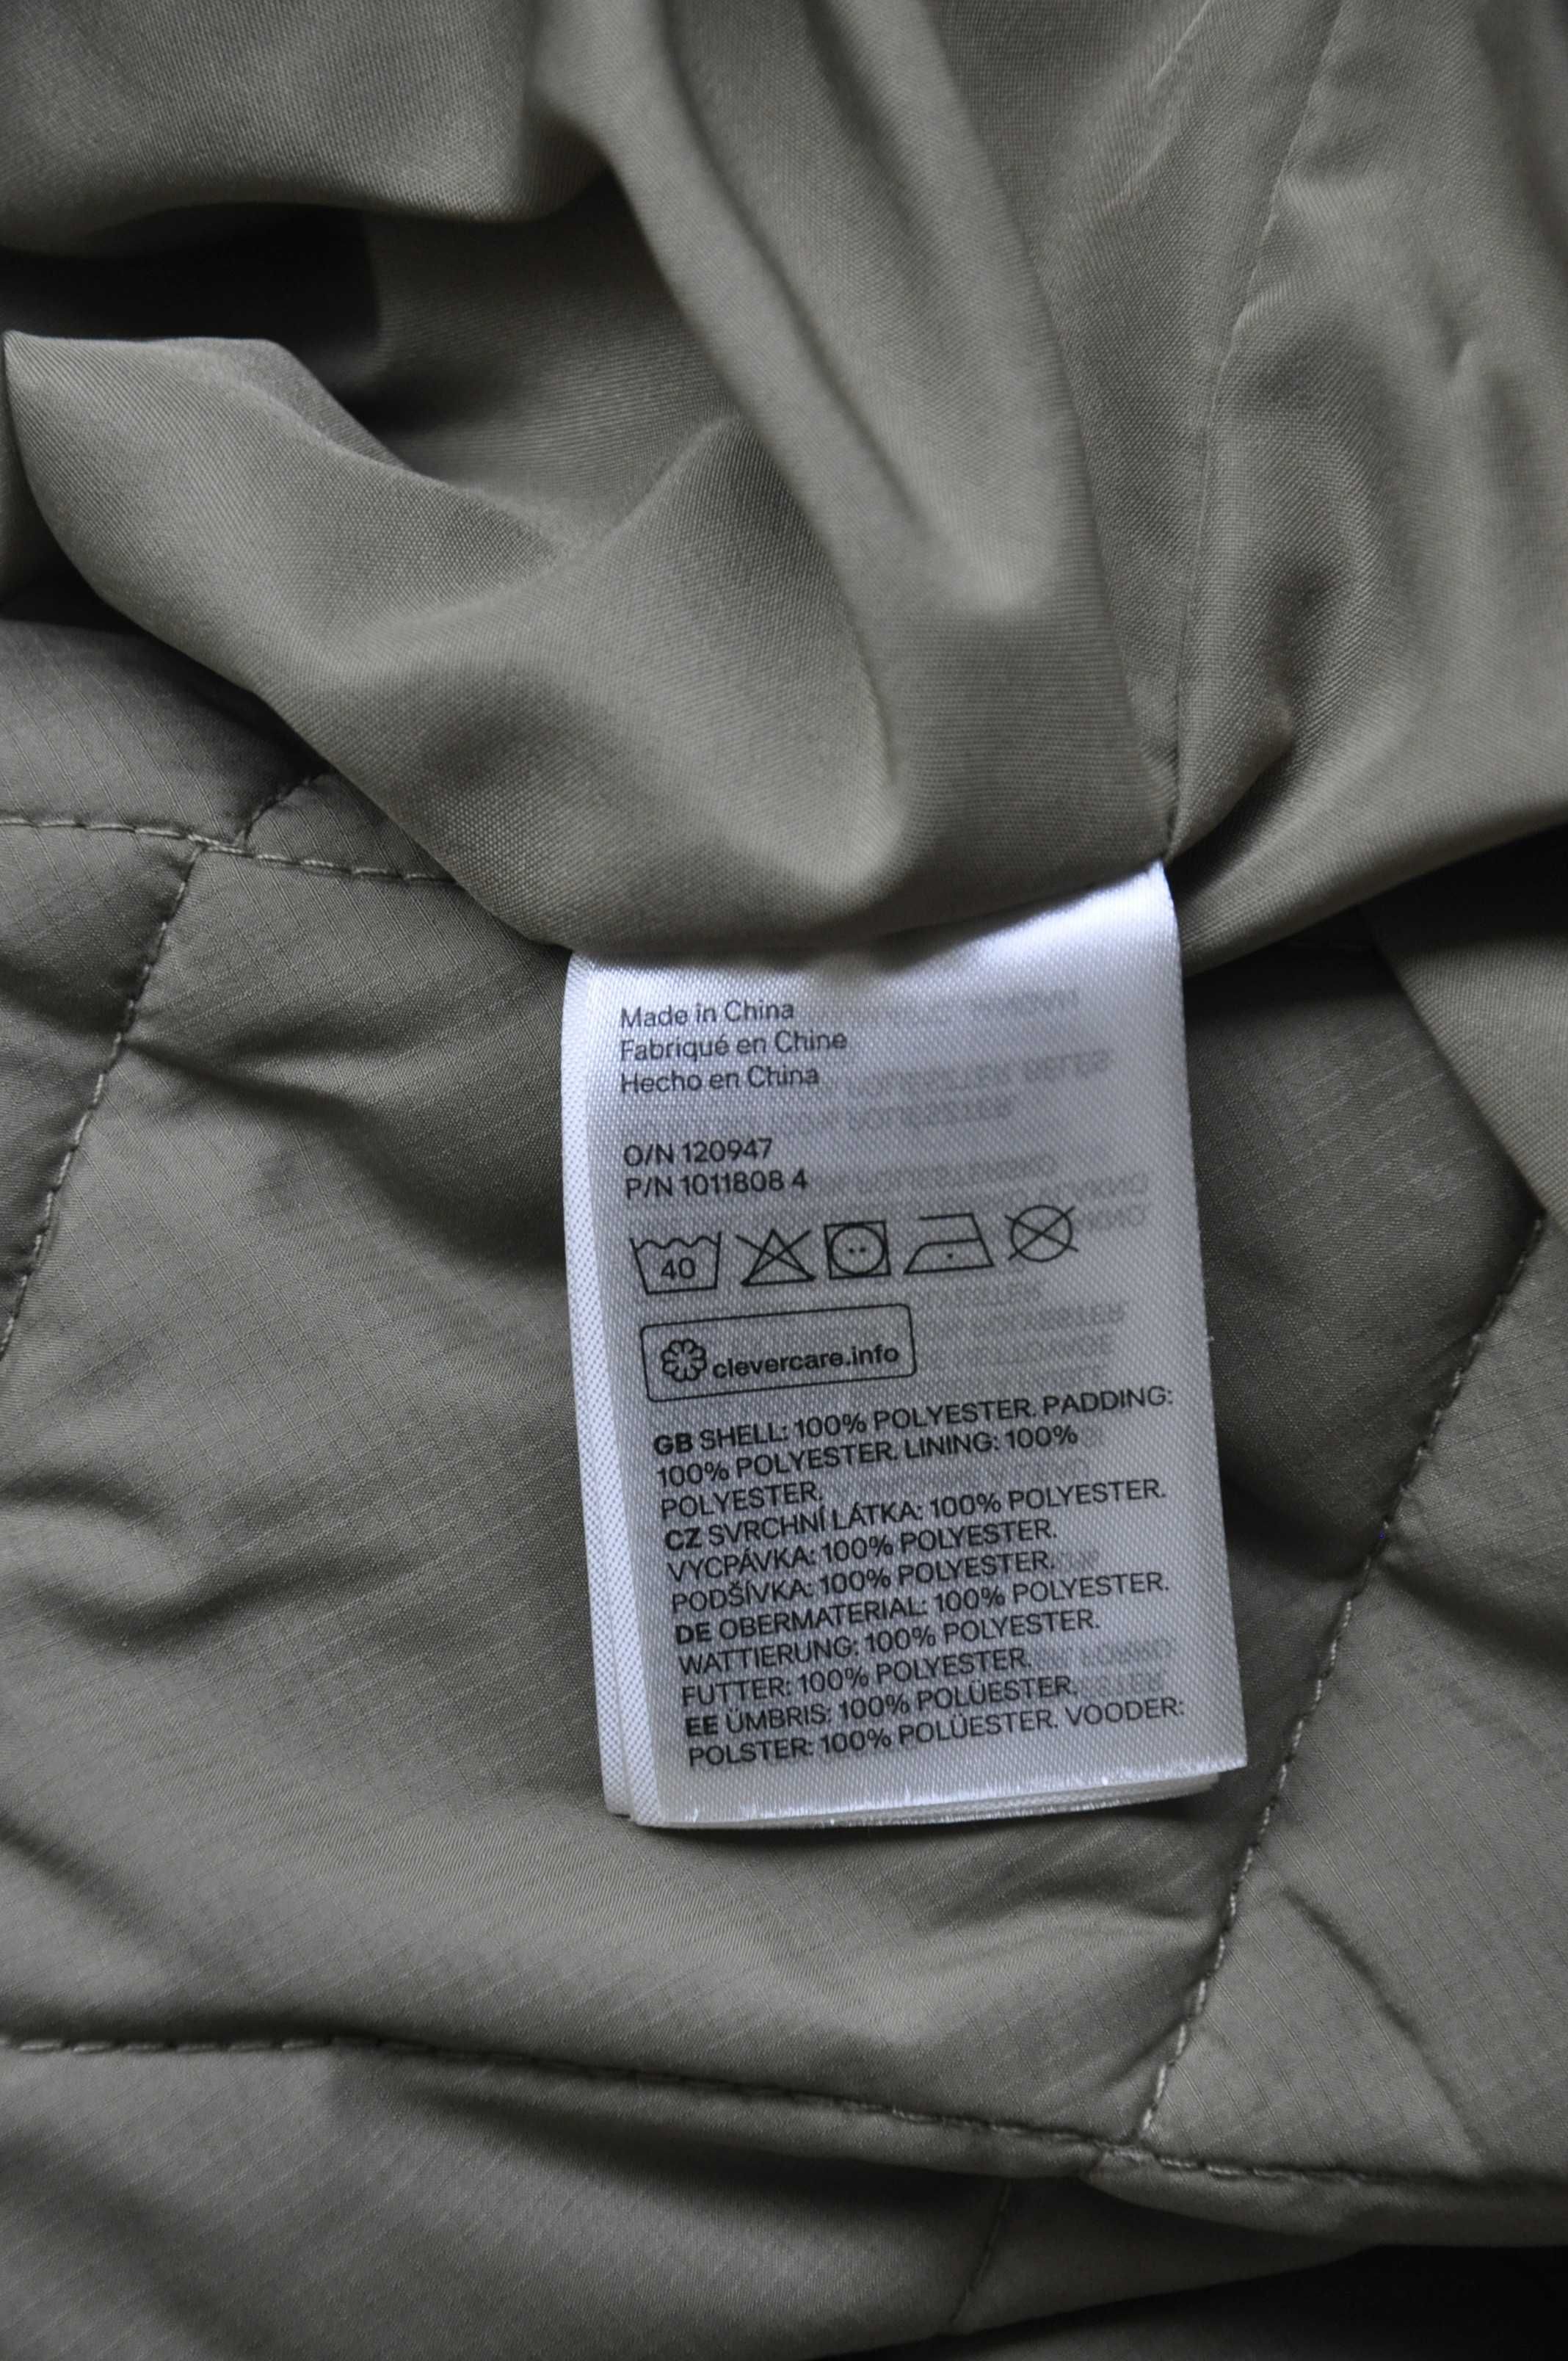 Made in China
Fabriqué en Chine
Hecho en China
O/N 120947
P/N 1011808 4
40
clevercare.info
GB SHELL: 100% POLYESTER. PADDING:
100% POLYESTER. LINING: 100%
POLYESTER.
CZ SVRCHNÍ LÁTKA: 100% POLYESTER.
VYCPÁVKA: 100% POLYESTER.
PODŠÍVKA: 100% POLYESTER.
DE OBERMATERIAL: 100% POLYESTER.
WATTIERUNG: 100% POLYESTER.
FUTTER: 100% POLYESTER.
EE ÜMBRIS: 100% POLÜESTER.
POLSTER: 100% POLÜESTER. VOODER: